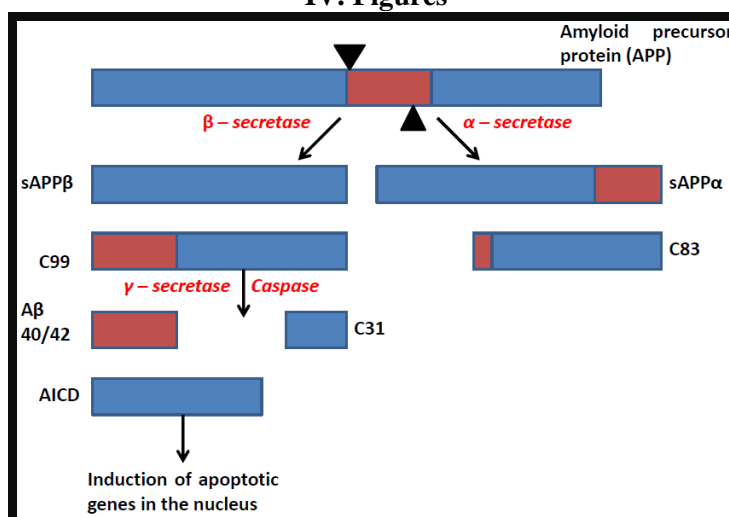 IV. Figures
Amyloid precursor
protein (APP)
β – secretase
α – secretase
sAPPβ
sAPPα
C99
C83
γ – secretase
Caspase
Aβ
40/42
C31
AICD
Induction of apoptotic
genes in the nucleus